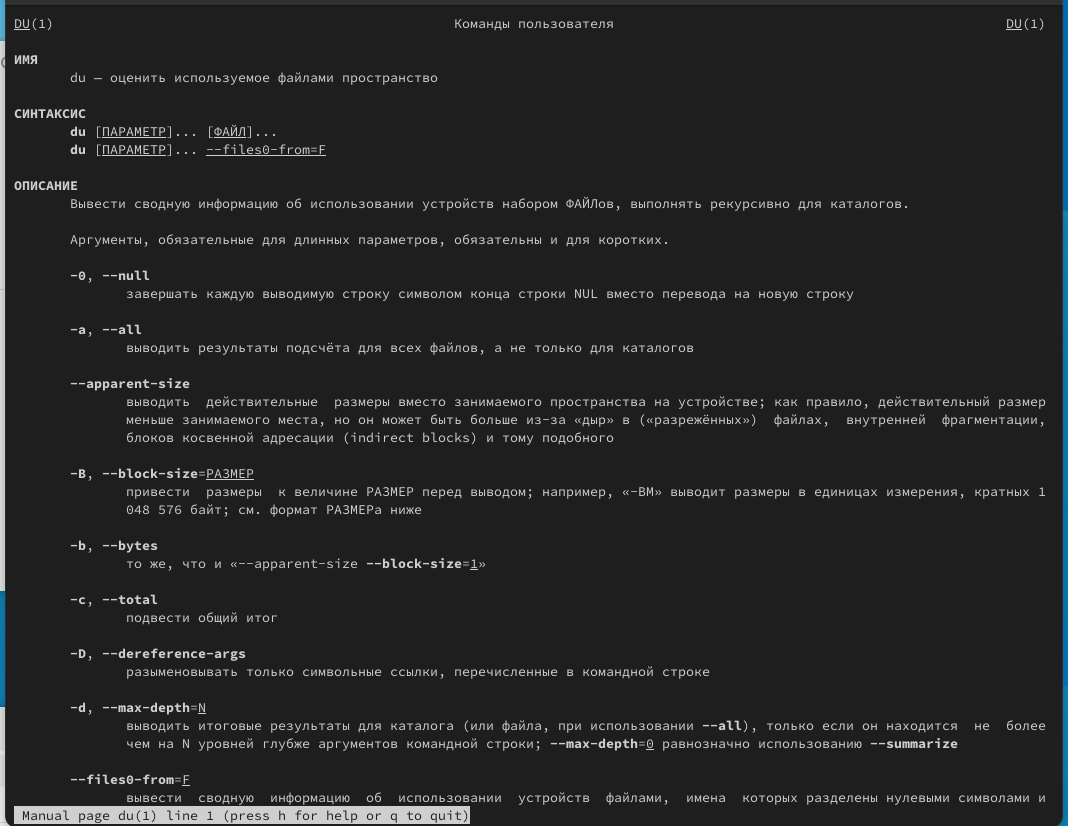 DU(1) Команды пользователя DU(1)
ИМЯ
du — оценить используемое файлами пространство
СИНТАКСИС
du [ПАРАМЕТР]... [ФАЙЛ]...
du [ПАРАМЕТР]... --files0-from=F
ОПИСАНИЕ
Вывести сводную информацию об использовании устройств набором ФАЙЛов, выполнять рекурсивно для каталогов.
Аргументы, обязательные для длинных параметров, обязательны и для коротких.
-0, --null
завершать каждую выводимую строку символом конца строки NUL вместо перевода на новую строку
-a, --all
выводить результаты подсчёта для всех файлов, а не только для каталогов
--apparent-size
выводить действительные размеры вместо занимаемого пространства на устройстве; как правило, действительный размер
меньше занимаемого места, но он может быть больше из-за «дыр» в («разрежённых») файлах, внутренней фрагментации,
блоков косвенной адресации (indirect blocks) и тому подобного
-B, --block-size=РАЗМЕР
привести размеры к величине РАЗМЕР перед выводом; например, «-BM» выводит размеры в единицах измерения, кратных 1
048 576 байт; см. формат РАЗМЕРа ниже
-b, --bytes
то же, что и «--apparent-size --block-size=1»
-c, --total
подвести общий итог
-D, --dereference-args
разыменовывать только символьные ссылки, перечисленные в командной строке
-d, --max-depth=N
выводить итоговые результаты для каталога (или файла, при использовании --all), только если он находится не более
чем на N уровней глубже аргументов командной строки; --max-depth=0 равнозначно использованию --summarize
--files0-from=F
вывести сводную информацию об использовании устройств файлами, имена которых разделены нулевыми символами и
Manual page du(1) line 1 (press h for help or q to quit)